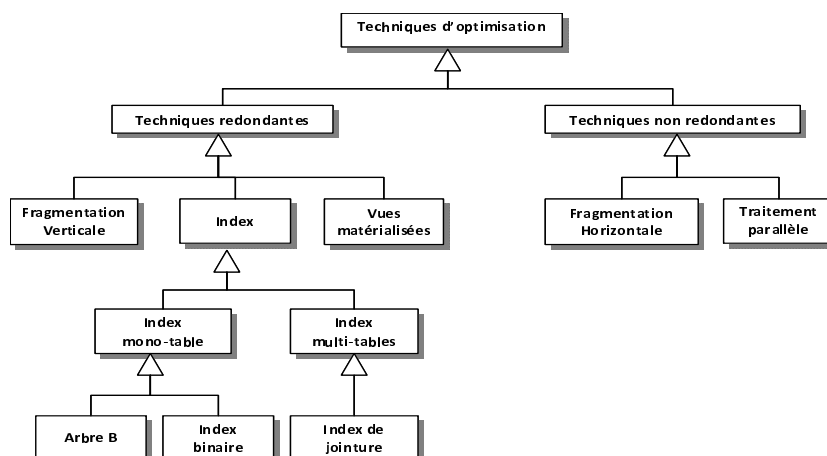 Techniques d'optimisation
Techniques redondantes
Techniques non redondantes
Fragmentation
Verticale
Index
Vues
matérialisées
Fragmentation
Horizontale
Traitement
parallèle
Index
mono-table
Index
multi-tables
Arbre B
Index
binaire
Index de
jointure